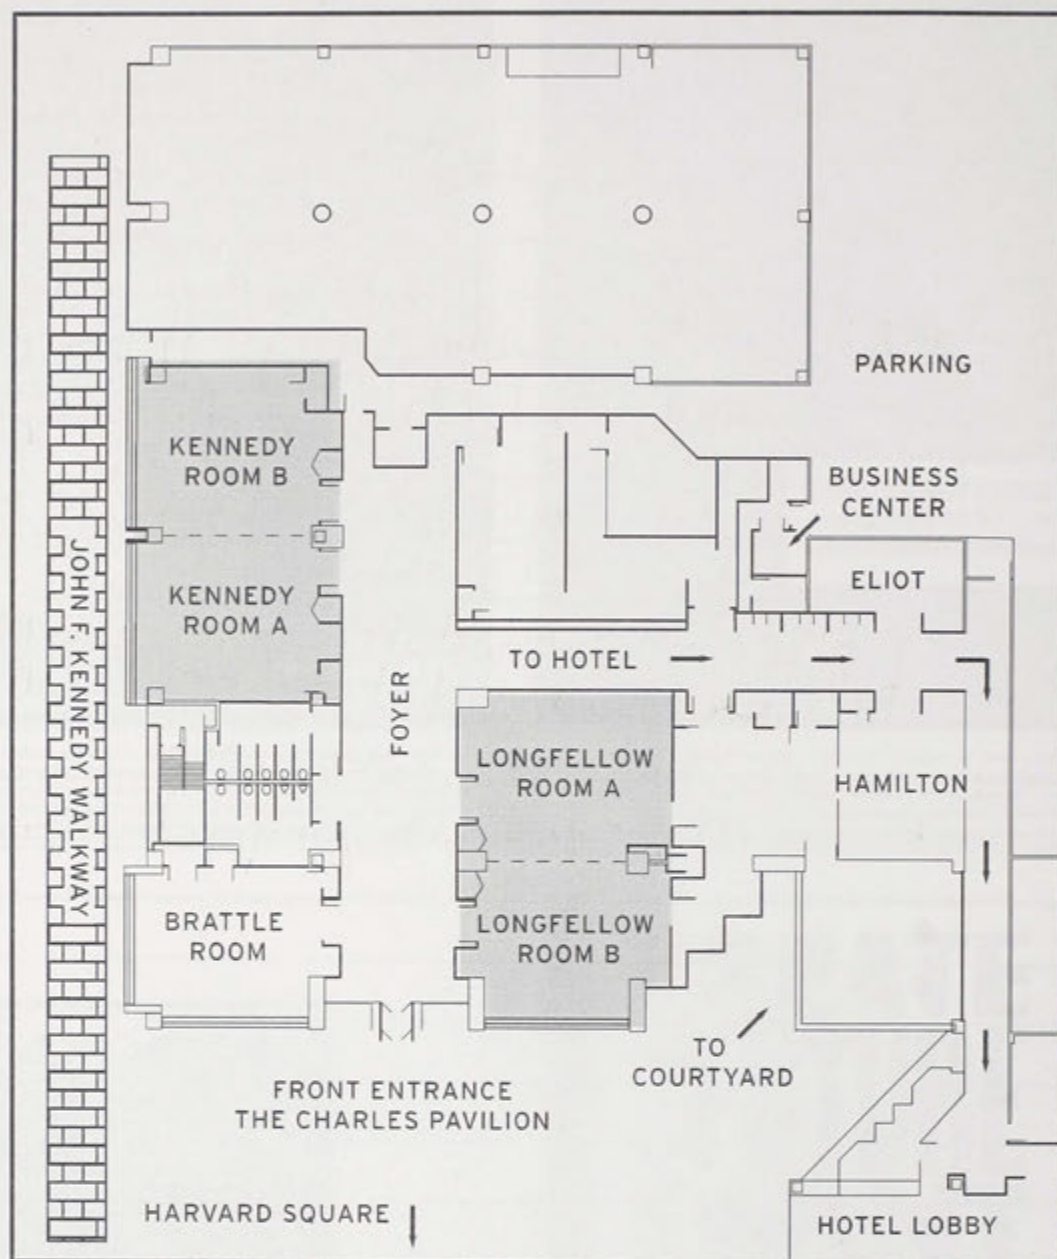 PARKING
KENNEDY
ROOM B
BUSINESS
CENTER
ELIOT
KENNEDY
ROOM A
JOHN F. KENNEDY WALKWAY
TO HOTEL
FOYER
LONGFELLOW
ROOM A
HAMILTON
BRATTLE
ROOM
LONGFELLOW
ROOM B
TO
COURTYARD
FRONT ENTRANCE
THE CHARLES PAVILION
HARVARD SQUARE
HOTEL LOBBY